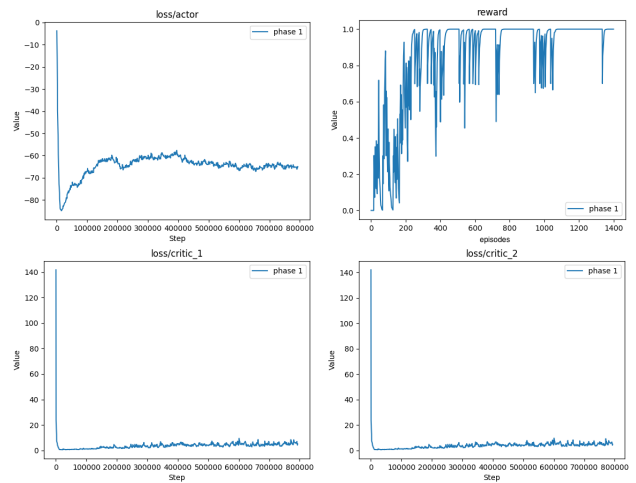 loss/actor
0
−10
−20
−30
−40
−50
−60
−70
−80
Value
phase 1
0 100000 200000 300000 400000 500000 600000 700000 800000
Step
reward
1.0
0.8
0.6
0.4
0.2
0.0
Value
phase 1
0 200 400 600 800 1000 1200 1400
episodes
loss/critic_1
140
120
100
80
60
40
20
0
Value
phase 1
0 100000 200000 300000 400000 500000 600000 700000 800000
Step
loss/critic_2
140
120
100
80
60
40
20
0
Value
phase 1
0 100000 200000 300000 400000 500000 600000 700000 800000
Step